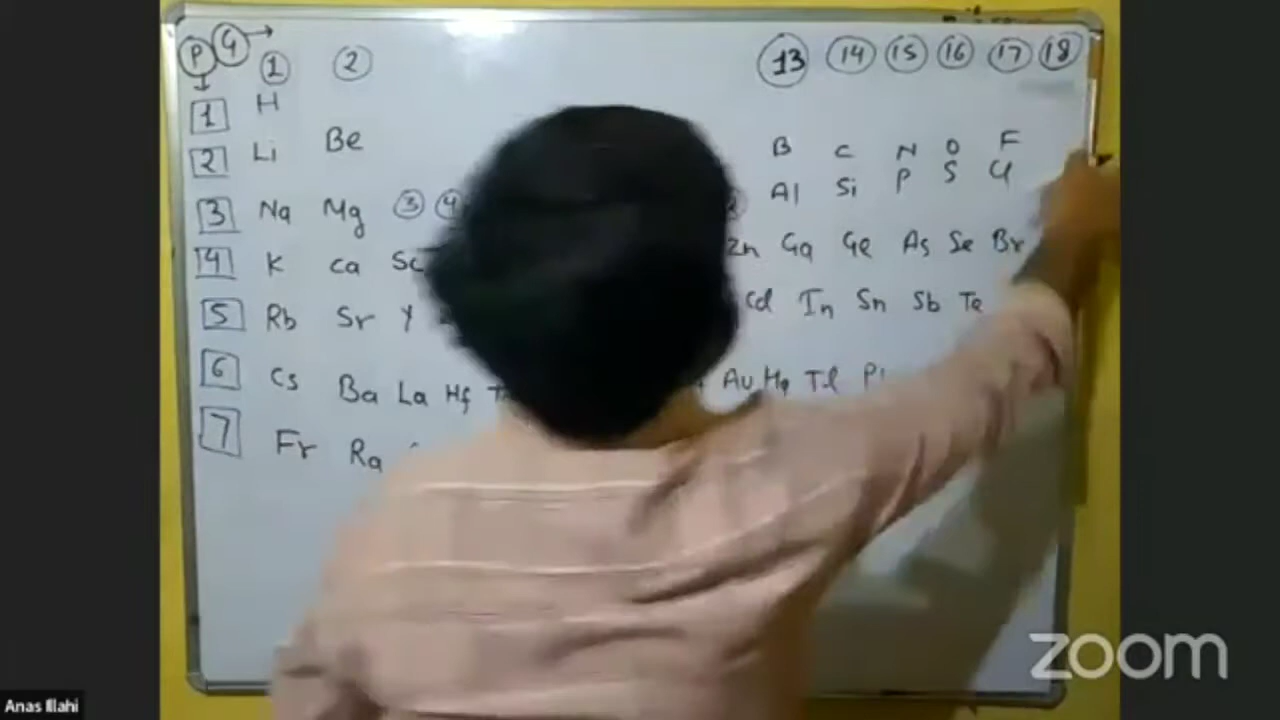 P G →
1 2 13 14 15 16 17 18
1 H
2 Li Be B C N O F
3 Na Mg 3 4 Al Si P S Cl
4 K Ca Sc Zn Ga Ge As Se Br
5 Rb Sr Y Cd In Sn Sb Te
6 Cs Ba La Hf Au Hg Tl
7 Fr Ra
zoom
Anas Illahi